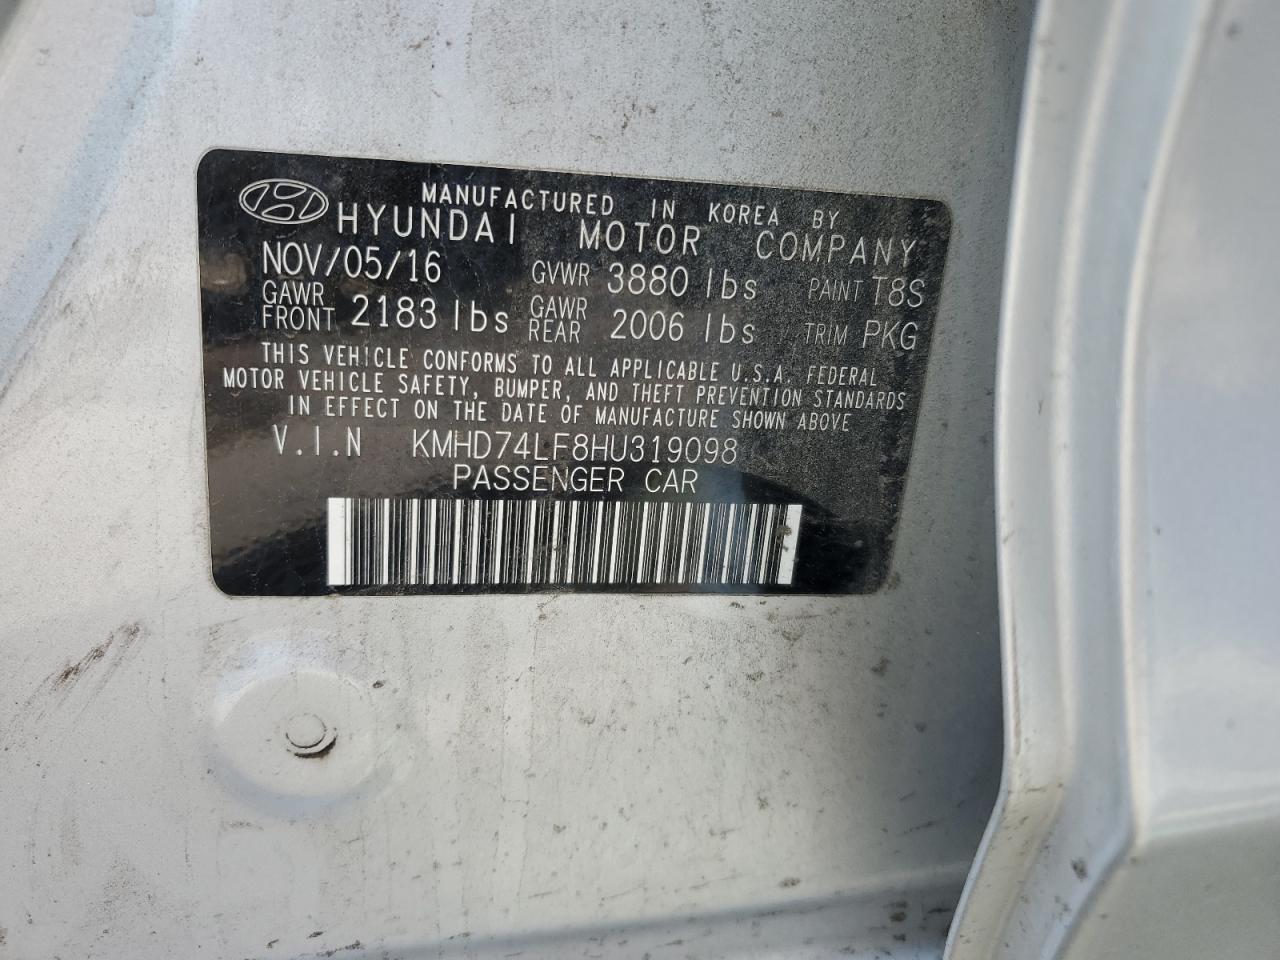 MANUFACTURED IN KOREA BY
HYUNDAI MOTOR COMPANY
NOV/05/16 GVWR 3880 lbs PAINT T8S
GAWR FRONT 2183 lbs GAWR REAR 2006 lbs TRIM PKG
THIS VEHICLE CONFORMS TO ALL APPLICABLE U.S.A. FEDERAL
MOTOR VEHICLE SAFETY, BUMPER, AND THEFT PREVENTION STANDARDS
IN EFFECT ON THE DATE OF MANUFACTURE SHOWN ABOVE
V.I.N KMHD74LF8HU319098
PASSENGER CAR